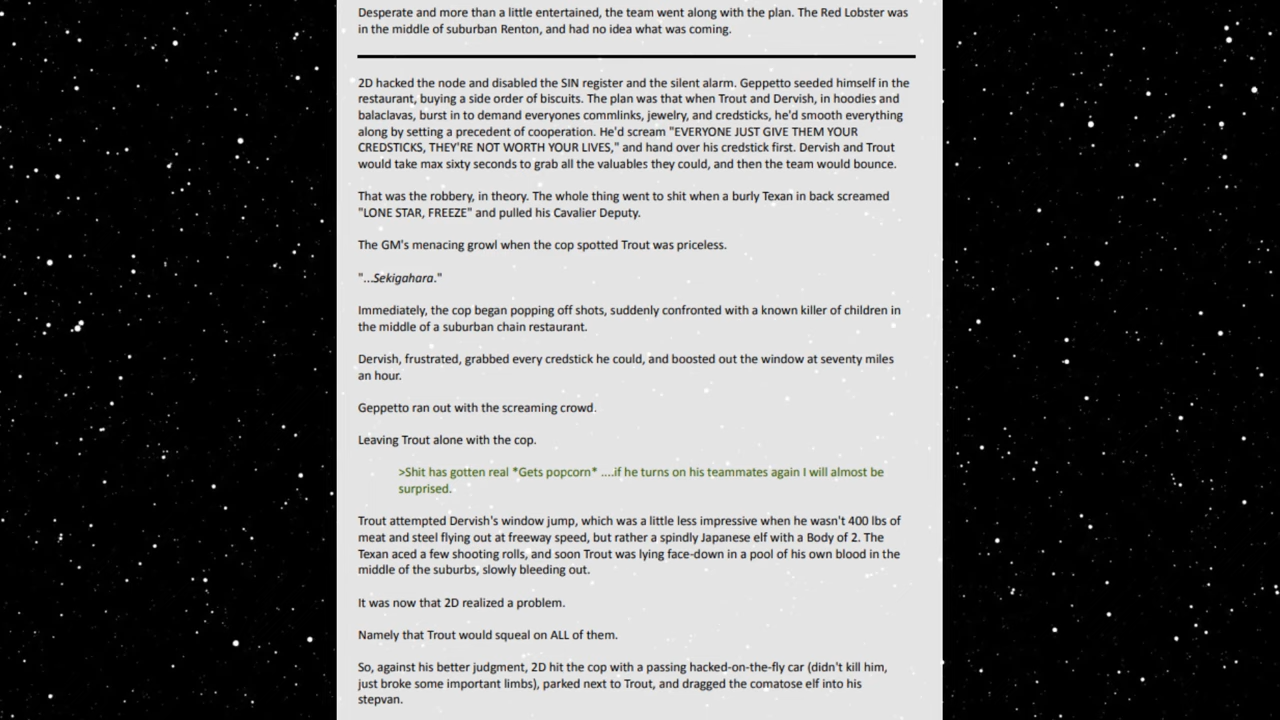 Desperate and more than a little entertained, the team went along with the plan. The Red Lobster was
in the middle of suburban Renton, and had no idea what was coming.
2D hacked the node and disabled the SIN register and the silent alarm. Geppetto seeded himself in the
restaurant, buying a side order of biscuits. The plan was that when Trout and Dervish, in hoodies and
balaclavas, burst in to demand everyones commlinks, jewelry, and credsticks, he'd smooth everything
along by setting a precedent of cooperation. He'd scream "EVERYONE JUST GIVE THEM YOUR
CREDSTICKS, THEY'RE NOT WORTH YOUR LIVES," and hand over his credstick first. Dervish and Trout
would take max sixty seconds to grab all the valuables they could, and then the team would bounce.
That was the robbery, in theory. The whole thing went to shit when a burly Texan in back screamed
"LONE STAR, FREEZE" and pulled his Cavalier Deputy.
The GM's menacing growl when the cop spotted Trout was priceless.
"...Sekigahara."
Immediately, the cop began popping off shots, suddenly confronted with a known killer of children in
the middle of a suburban chain restaurant.
Dervish, frustrated, grabbed every credstick he could, and boosted out the window at seventy miles
an hour.
Geppetto ran out with the screaming crowd.
Leaving Trout alone with the cop.
>Shit has gotten real *Gets popcorn* ....if he turns on his teammates again I will almost be
surprised.
Trout attempted Dervish's window jump, which was a little less impressive when he wasn't 400 lbs of
meat and steel flying out at freeway speed, but rather a spindly Japanese elf with a Body of 2. The
Texan aced a few shooting rolls, and soon Trout was lying face-down in a pool of his own blood in the
middle of the suburbs, slowly bleeding out.
It was now that 2D realized a problem.
Namely that Trout would squeal on ALL of them.
So, against his better judgment, 2D hit the cop with a passing hacked-on-the-fly car (didn't kill him,
just broke some important limbs), parked next to Trout, and dragged the comatose elf into his
stepvan.